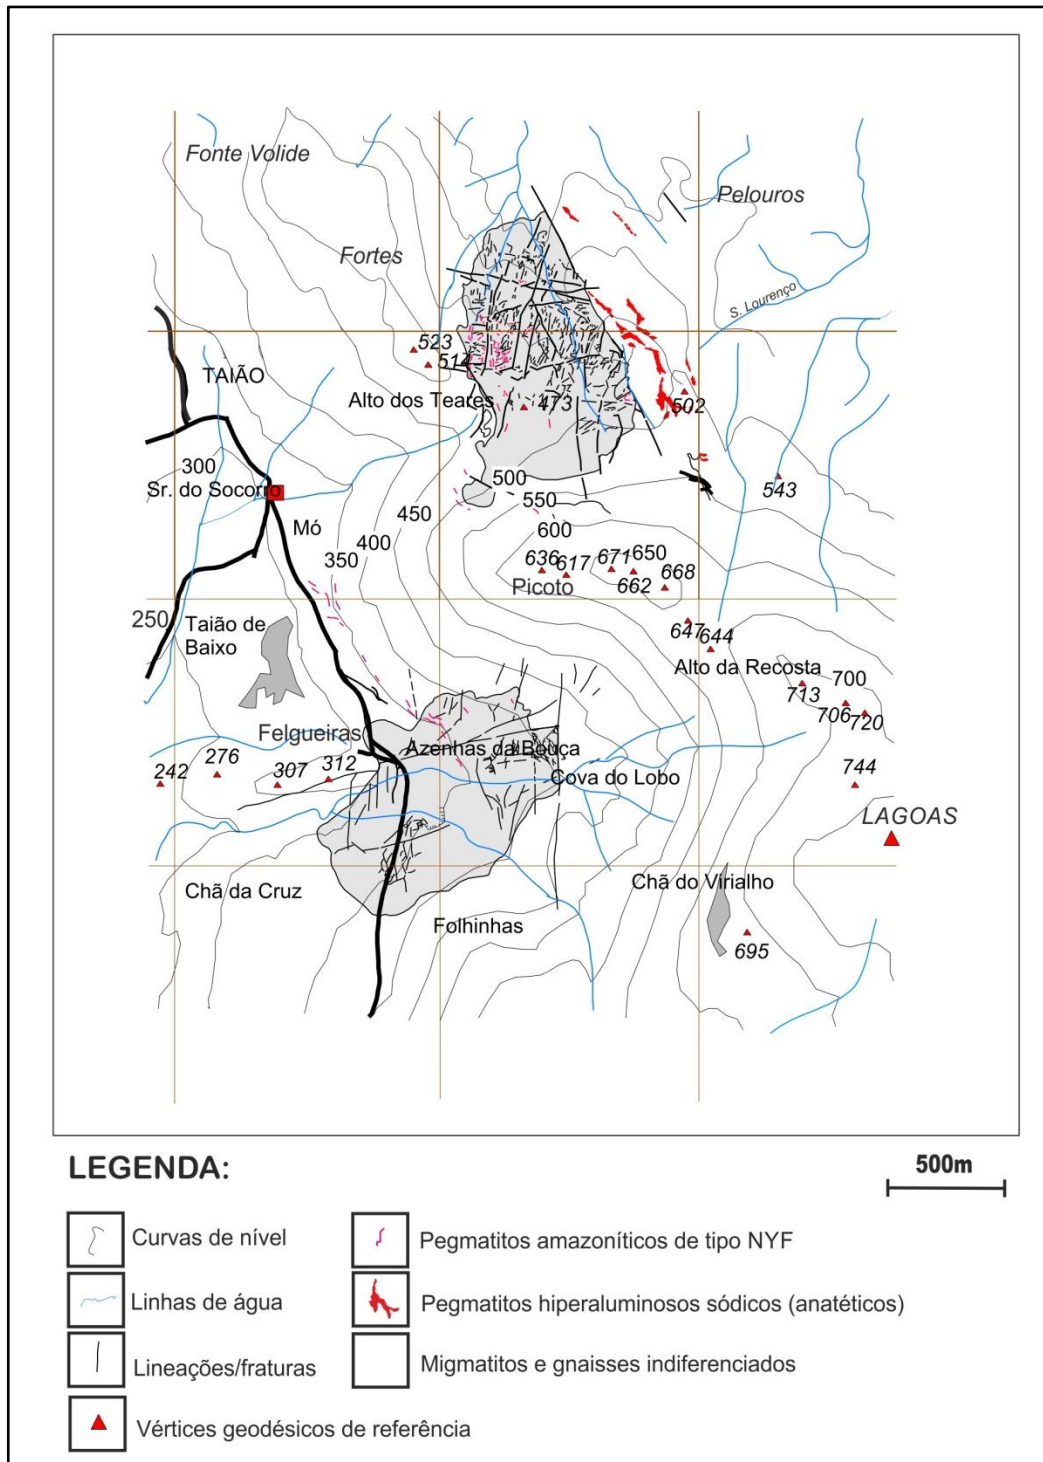 Fonte Volide
Pelouros
Fortes
S. Lourenço
523
514
TAIÃO
Alto dos Teares
473
502
300
500
543
Sr. do Socorro
450
550
Mó
400
600
350
636
617
671
650
Picoto
662
668
250
Taião de
Baixo
647
644
Alto da Recosta
713
700
706
720
Felgueiras
Azenhas da Bouça
276
312
242
307
Cova do Lobo
744
LAGOAS
Chã da Cruz
Chã do Virialho
Folhinhas
695
LEGENDA:
500m
Curvas de nível
Pegmatitos amazoníticos de tipo NYF
Linhas de água
Pegmatitos hiperaluminosos sódicos (anatéticos)
Lineações/fraturas
Migmatitos e gnaisses indiferenciados
Vértices geodésicos de referência